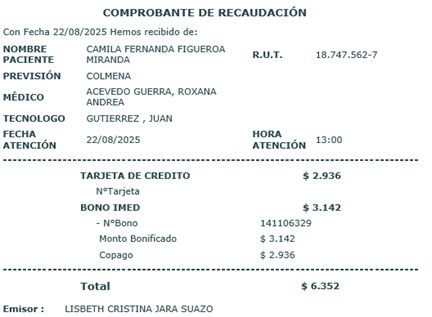 COMPROBANTE DE RECAUDACIÓN
Con Fecha 22/08/2025 Hemos recibido de:
NOMBRE PACIENTE CAMILA FERNANDA FIGUEROA MIRANDA R.U.T. 18.747.562-7
PREVISIÓN COLMENA
MÉDICO ACEVEDO GUERRA, ROXANA ANDREA
TECNOLOGO GUTIERREZ , JUAN
FECHA ATENCIÓN 22/08/2025 HORA ATENCIÓN 13:00
TARJETA DE CREDITO $ 2.936
N°Tarjeta
BONO IMED $ 3.142
- N°Bono 141106329
Monto Bonificado $ 3.142
Copago $ 2.936
Total $ 6.352
Emisor : LISBETH CRISTINA JARA SUAZO